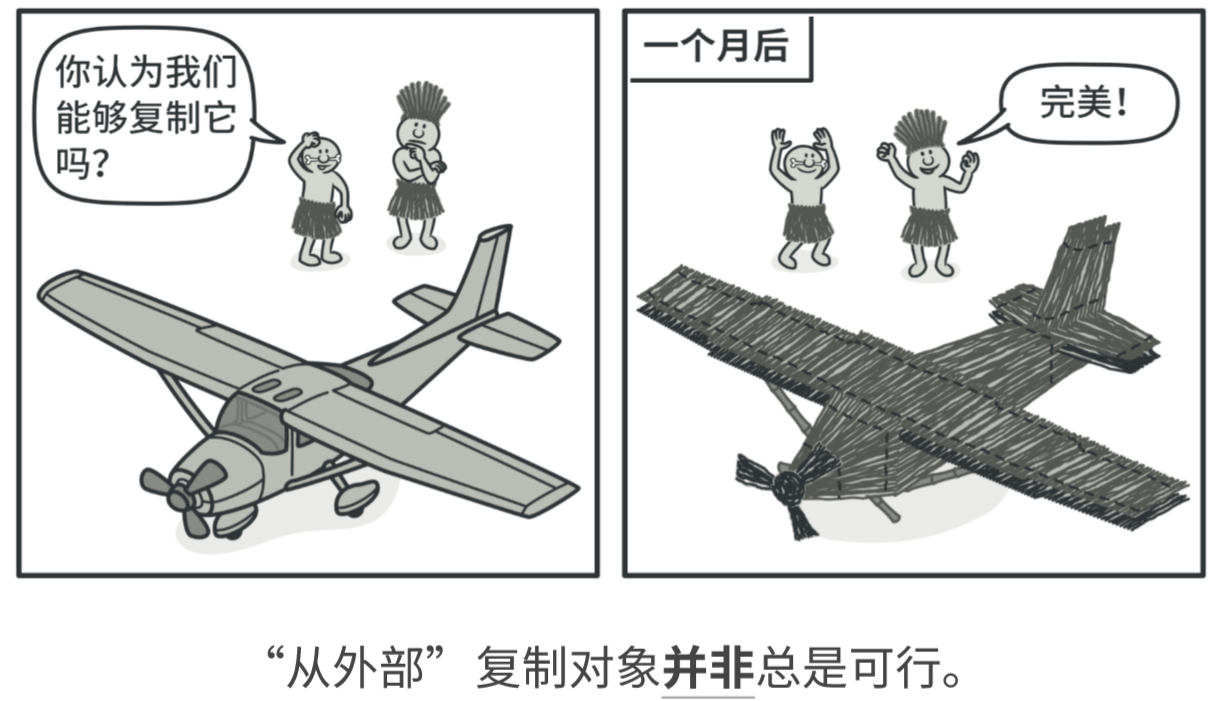 你认为我们
能够复制它
吗？
一个月后
完美！
“从外部” 复制对象并非总是可行。